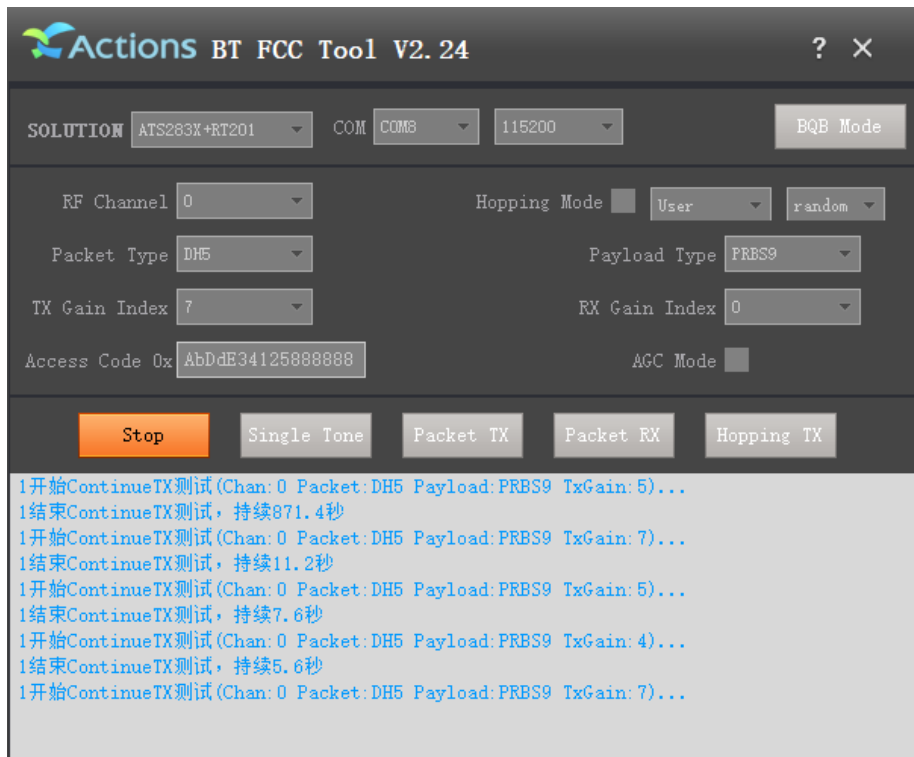 Actions BT FCC Tool V2.24 ? ×
SOLUTION ATS283X+RT201 COM COM8 115200 BQB Mode
RF Channel 0 Hopping Mode User random
Packet Type DH5 Payload Type PRBS9
TX Gain Index 7 RX Gain Index 0
Access Code 0x AbDdE34125888888 AGC Mode
Stop Single Tone Packet TX Packet RX Hopping TX
1开始ContinueTX测试(Chan:0 Packet:DH5 Payload:PRBS9 TxGain:5)...
1结束ContinueTX测试，持续871.4秒
1开始ContinueTX测试(Chan:0 Packet:DH5 Payload:PRBS9 TxGain:7)...
1结束ContinueTX测试，持续11.2秒
1开始ContinueTX测试(Chan:0 Packet:DH5 Payload:PRBS9 TxGain:5)...
1结束ContinueTX测试，持续7.6秒
1开始ContinueTX测试(Chan:0 Packet:DH5 Payload:PRBS9 TxGain:4)...
1结束ContinueTX测试，持续5.6秒
1开始ContinueTX测试(Chan:0 Packet:DH5 Payload:PRBS9 TxGain:7)...